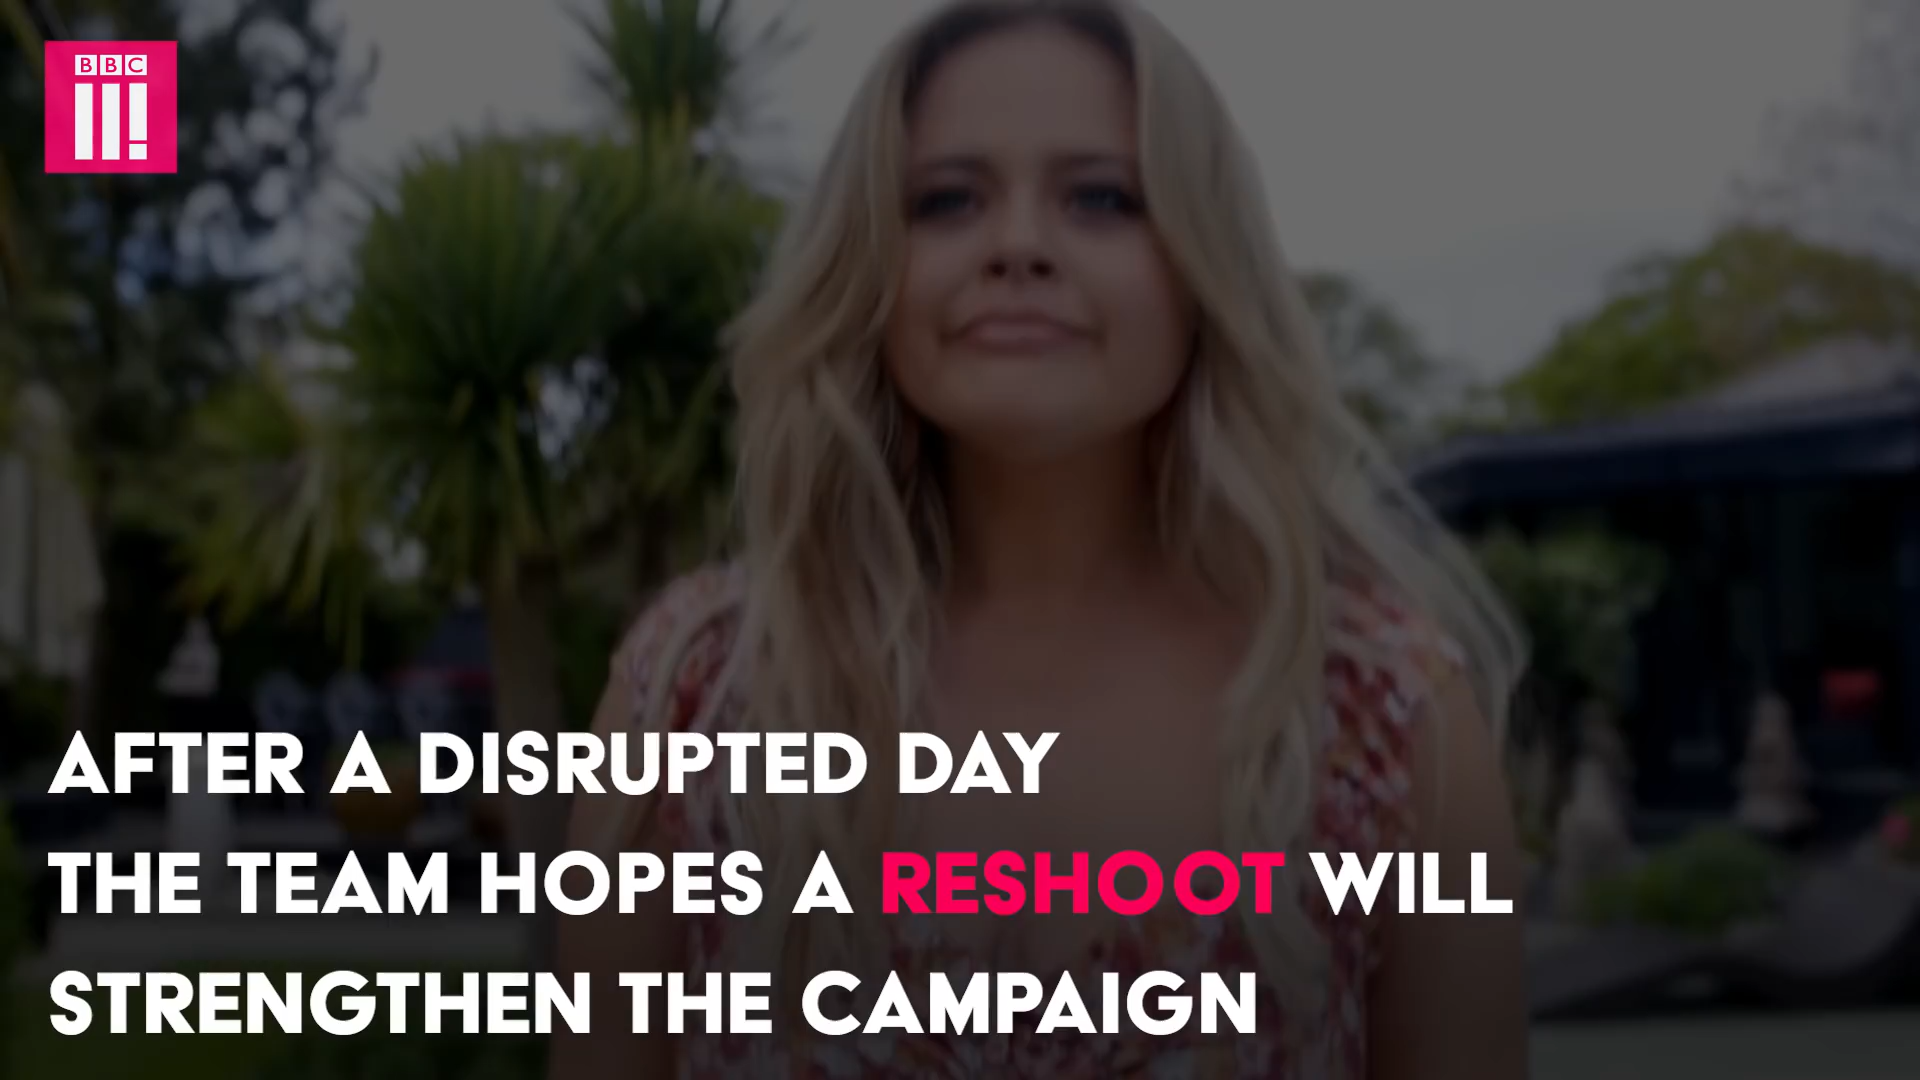 BBC
AFTER A DISRUPTED DAY
THE TEAM HOPES A RESHOOT WILL
STRENGTHEN THE CAMPAIGN